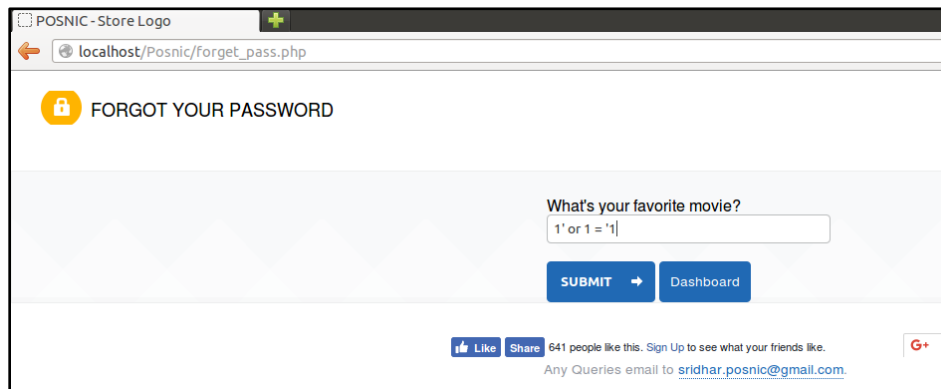 POSNIC - Store Logo
localhost/Posnic/forget_pass.php
FORGOT YOUR PASSWORD
What's your favorite movie?
1' or 1 = '1
SUBMIT Dashboard
Like Share 641 people like this. Sign Up to see what your friends like. G+
Any Queries email to sridhar.posnic@gmail.com.